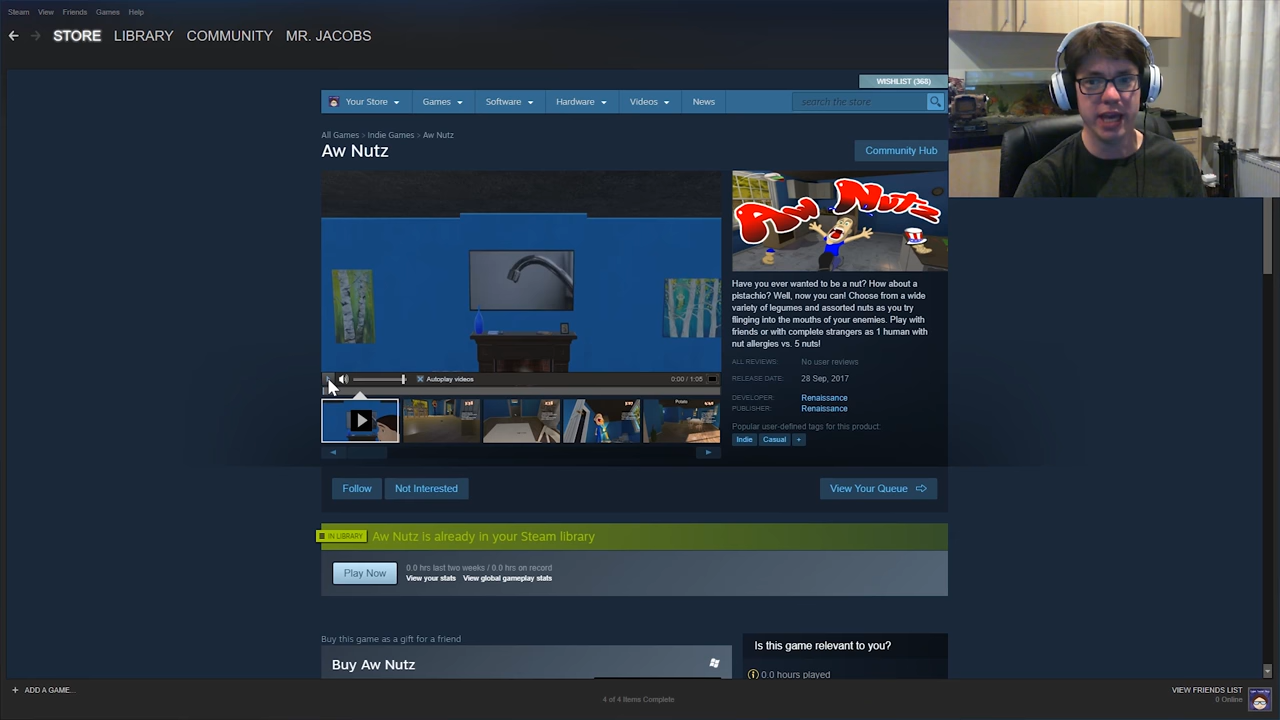 Steam View Friends Games Help
STORE LIBRARY COMMUNITY MR. JACOBS
WISHLIST (368)
Your Store Games Software Hardware Videos News search the store
All Games > Indie Games > Aw Nutz
Aw Nutz
Community Hub
Aw Nutz
Have you ever wanted to be a nut? How about a
pistachio? Well, now you can! Choose from a wide
variety of legumes and assorted nuts as you try
flinging into the mouths of your enemies. Play with
friends or with complete strangers as 1 human with
nut allergies vs. 5 nuts!
ALL REVIEWS: No user reviews
RELEASE DATE: 28 Sep, 2017
DEVELOPER: Renaissance
PUBLISHER: Renaissance
Popular user-defined tags for this product:
Indie Casual +
Autoplay videos 0:00 / 1:05
Potato
Follow Not Interested View Your Queue
IN LIBRARY Aw Nutz is already in your Steam library
Play Now
0.0 hrs last two weeks / 0.0 hrs on record
View your stats View global gameplay stats
Buy this game as a gift for a friend
Buy Aw Nutz
Is this game relevant to you?
0.0 hours played
+ ADD A GAME...
4 of 4 Items Complete
VIEW FRIENDS LIST
0 Online